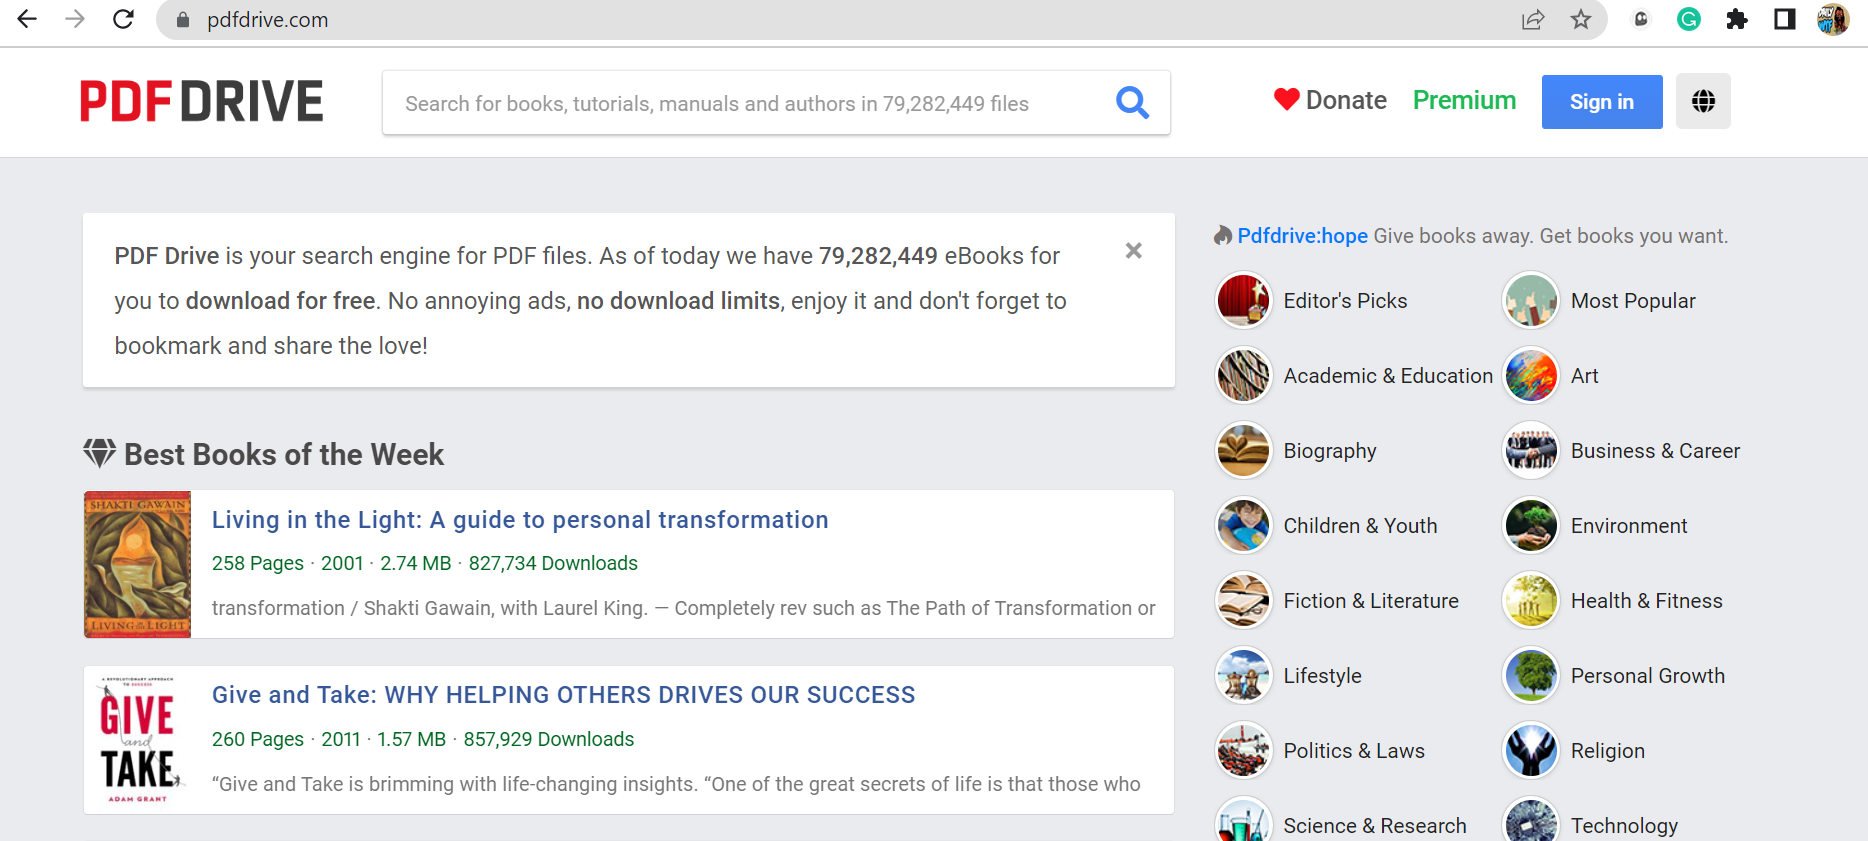 pdfdrive.com
PDF DRIVE
Search for books, tutorials, manuals and authors in 79,282,449 files
Donate
Premium
Sign in
PDF Drive is your search engine for PDF files. As of today we have 79,282,449 eBooks for
you to download for free. No annoying ads, no download limits, enjoy it and don't forget to
bookmark and share the love!
Best Books of the Week
SHAKTI GAWAIN
LIVING IN THE LIGHT
Living in the Light: A guide to personal transformation
258 Pages · 2001 · 2.74 MB · 827,734 Downloads
transformation / Shakti Gawain, with Laurel King. — Completely rev such as The Path of Transformation or
A REVOLUTIONARY APPROACH
TO SUCCESS
GIVE
and
TAKE
ADAM GRANT
Give and Take: WHY HELPING OTHERS DRIVES OUR SUCCESS
260 Pages · 2011 · 1.57 MB · 857,929 Downloads
“Give and Take is brimming with life-changing insights. “One of the great secrets of life is that those who
Pdfdrive:hope Give books away. Get books you want.
Editor's Picks
Most Popular
Academic & Education
Art
Biography
Business & Career
Children & Youth
Environment
Fiction & Literature
Health & Fitness
Lifestyle
Personal Growth
Politics & Laws
Religion
Science & Research
Technology